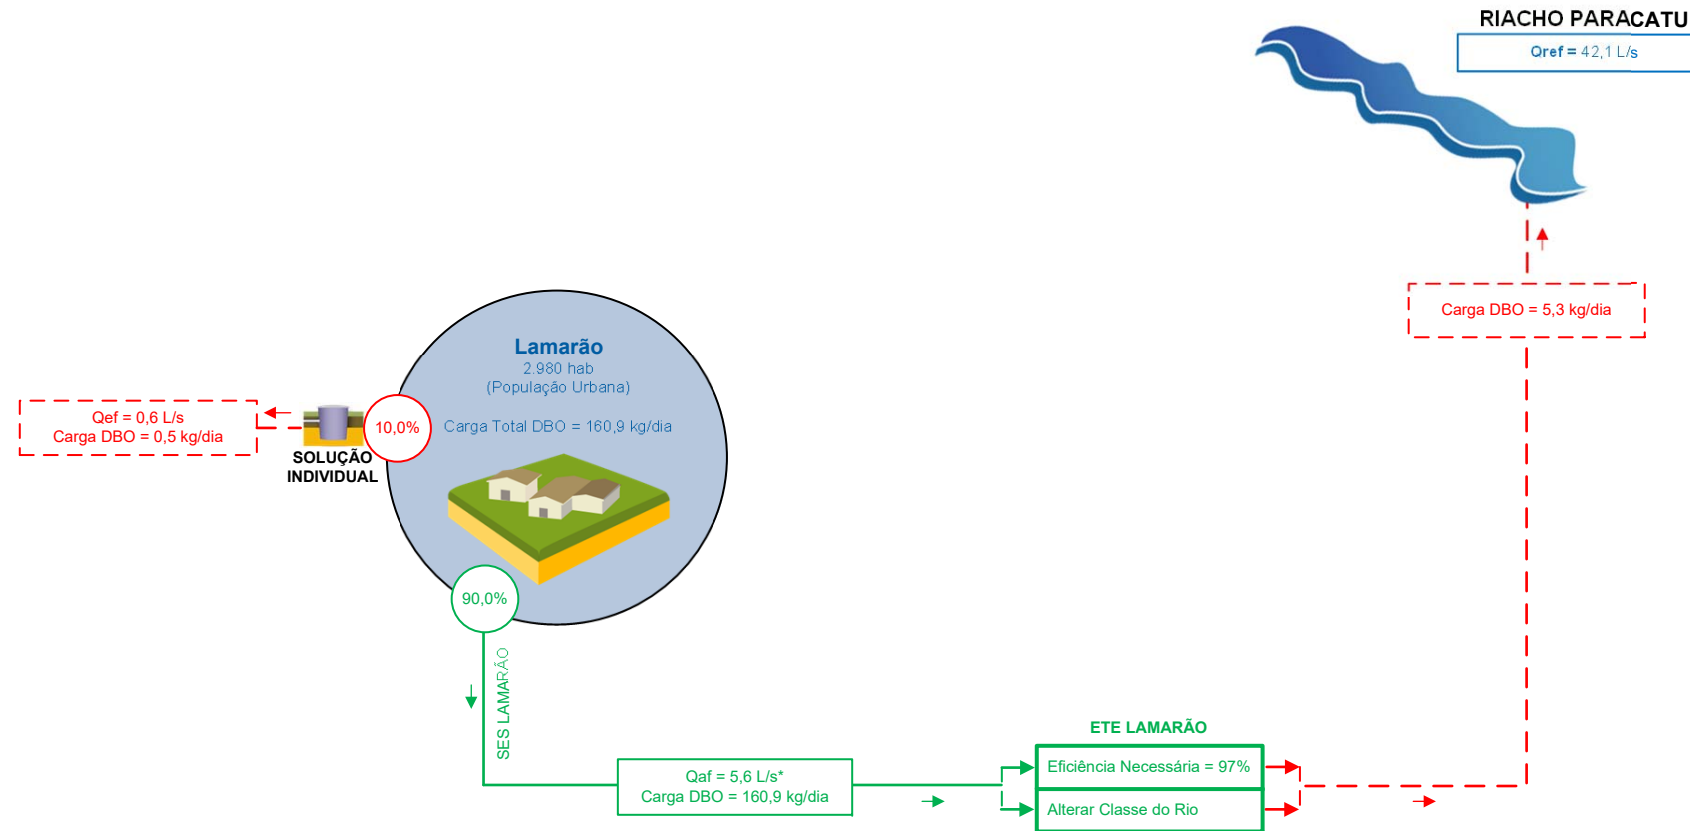 RIACHO PARACATU
Qref = 42,1 L/s
Carga DBO = 5,3 kg/dia
Lamarão
2.980 hab
(População Urbana)
Carga Total DBO = 160,9 kg/dia
10,0%
Qef = 0,6 L/s
Carga DBO = 0,5 kg/dia
SOLUÇÃO
INDIVIDUAL
90,0%
SES LAMARÃO
Qaf = 5,6 L/s*
Carga DBO = 160,9 kg/dia
ETE LAMARÃO
Eficiência Necessária = 97%
Alterar Classe do Rio